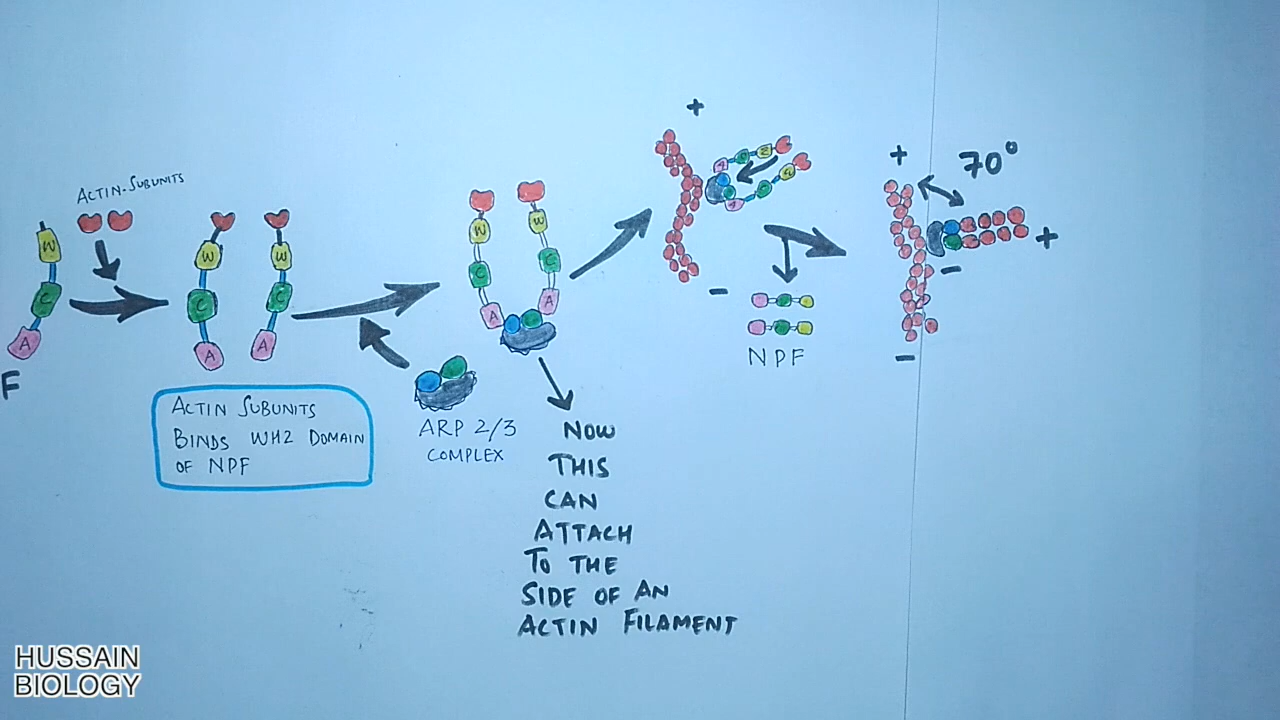 ACTIN-SUBUNITS
W
C
A
F
W
C
A
W
C
A
ACTIN SUBUNITS
BINDS WH2 DOMAIN
OF NPF
ARP 2/3
COMPLEX
W
C
A
W
C
A
NOW
THIS
CAN
ATTACH
TO THE
SIDE OF AN
ACTIN FILAMENT
+
-
NPF
+
70°
+
-
-
HUSSAIN
BIOLOGY